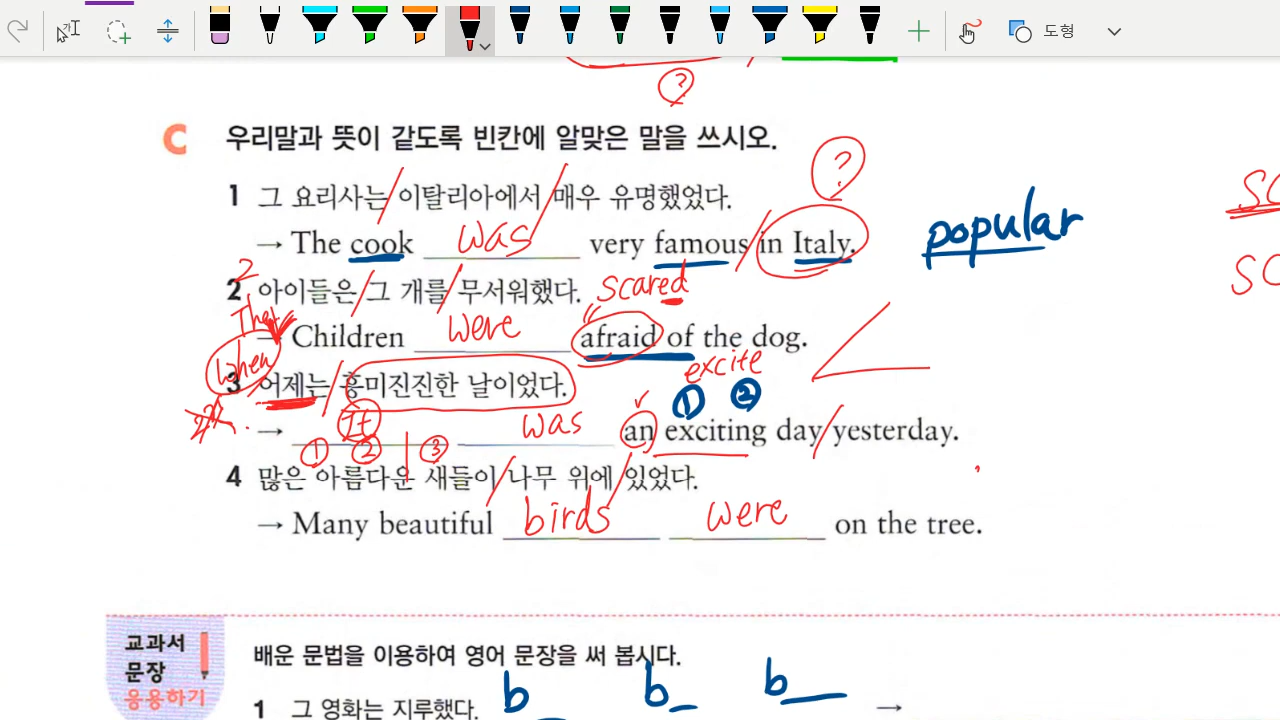 도형
?
C 우리말과 뜻이 같도록 빈칸에 알맞은 말을 쓰시오.
?
1 그 요리사는 이탈리아에서 매우 유명했었다.
→ The cook was very famous in Italy. popular
2
2 아이들은 그 개를 무서워했다. scared
The
→ Children were afraid of the dog.
when excite
3 어제는 흥미진진한 날이었다. ① ②
→ It was an exciting day yesterday.
① ② ③
4 많은 아름다운 새들이 나무 위에 있었다.
→ Many beautiful birds were on the tree.
교과서
문장
응용하기
배운 문법을 이용하여 영어 문장을 써 봅시다.
b b b
1 그 영화는 지루했다. →